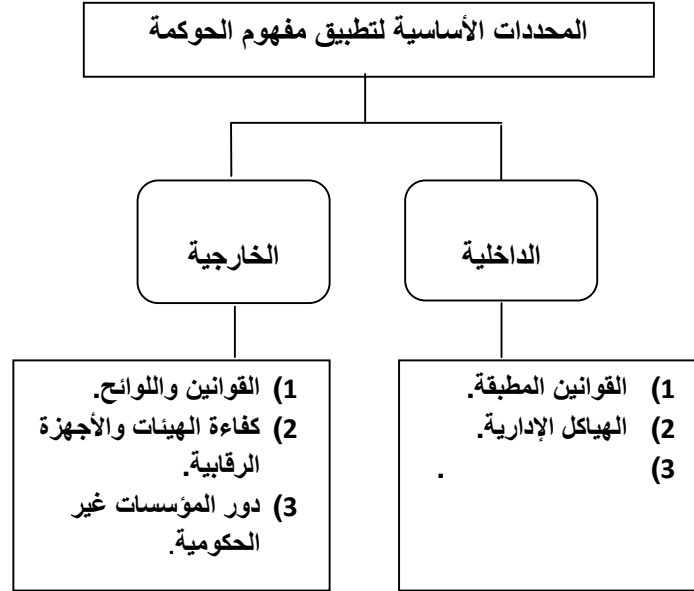 المحددات الأساسية لتطبيق مفهوم الحوكمة
الداخلية
الخارجية
1) القوانين المطبقة.
2) الهياكل الإدارية.
3) .
1) القوانين واللوائح.
2) كفاءة الهيئات والأجهزة
الرقابية.
3) دور المؤسسات غير
الحكومية.